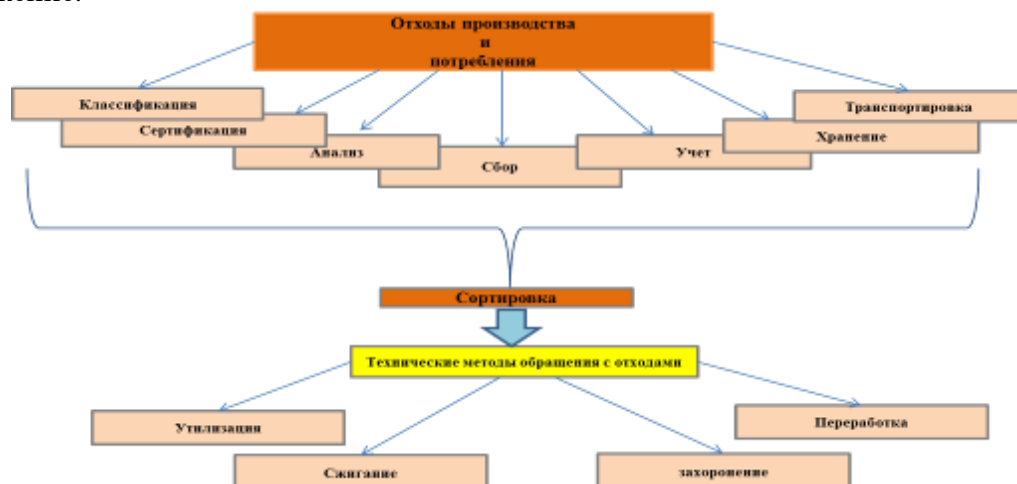 Отходы производства
и
потребления
Классификация
Сертификация
Анализ
Сбор
Учет
Хранение
Транспортировка
Сортировка
Технические методы обращения с отходами
Утилизация
Сжигание
захоронение
Переработка